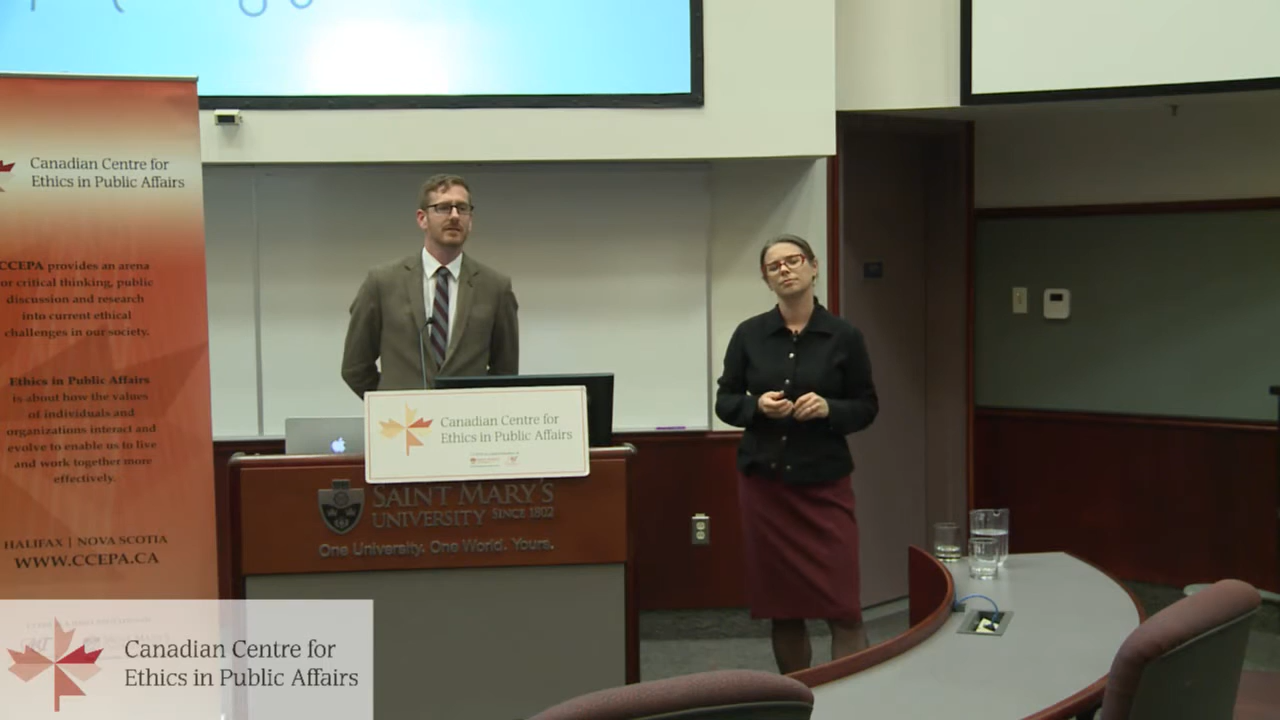 Canadian Centre for
Ethics in Public Affairs
CCEPA provides an arena
or critical thinking, public
discussion and research
into current ethical
challenges in our society.
Ethics in Public Affairs
is about how the values
of individuals and
organizations interact and
evolve to enable us to live
and work together more
effectively.
HALIFAX | NOVA SCOTIA
WWW.CCEPA.CA
Canadian Centre for
Ethics in Public Affairs
SAINT MARY'S
UNIVERSITY SINCE 1802
One University. One World. Yours.
Canadian Centre for
Ethics in Public Affairs